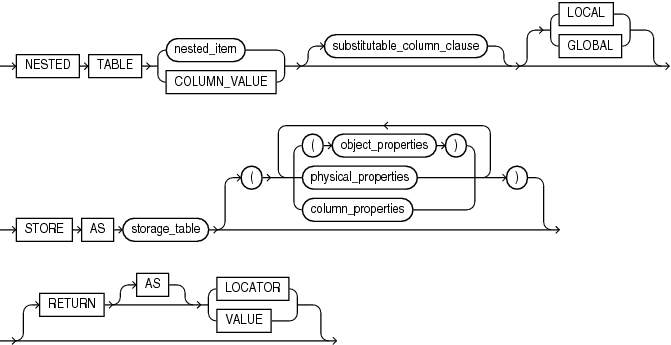 LOCAL
nested_item substitutable_column_clause GLOBAL
NESTED TABLE COLUMN_VALUE
( object_properties )
( physical_properties )
STORE AS storage_table column_properties
AS LOCATOR
RETURN VALUE